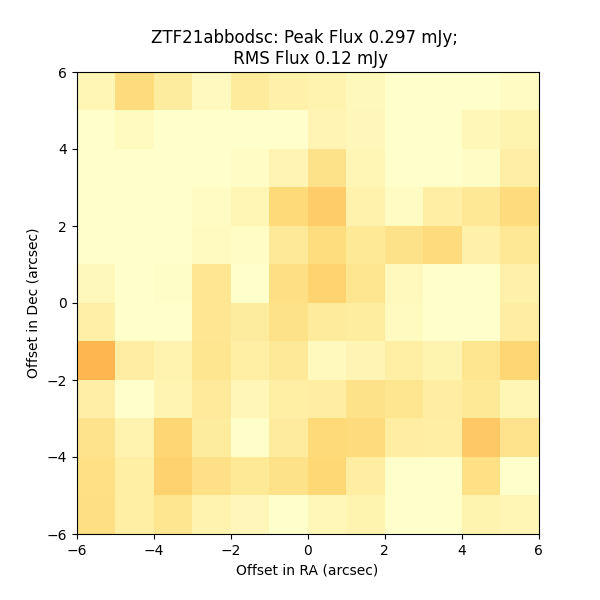 ZTF21abbodsc: Peak Flux 0.297 mJy;
RMS Flux 0.12 mJy
6
4
2
0
−2
−4
−6
Offset in Dec (arcsec)
−6 −4 −2 0 2 4 6
Offset in RA (arcsec)